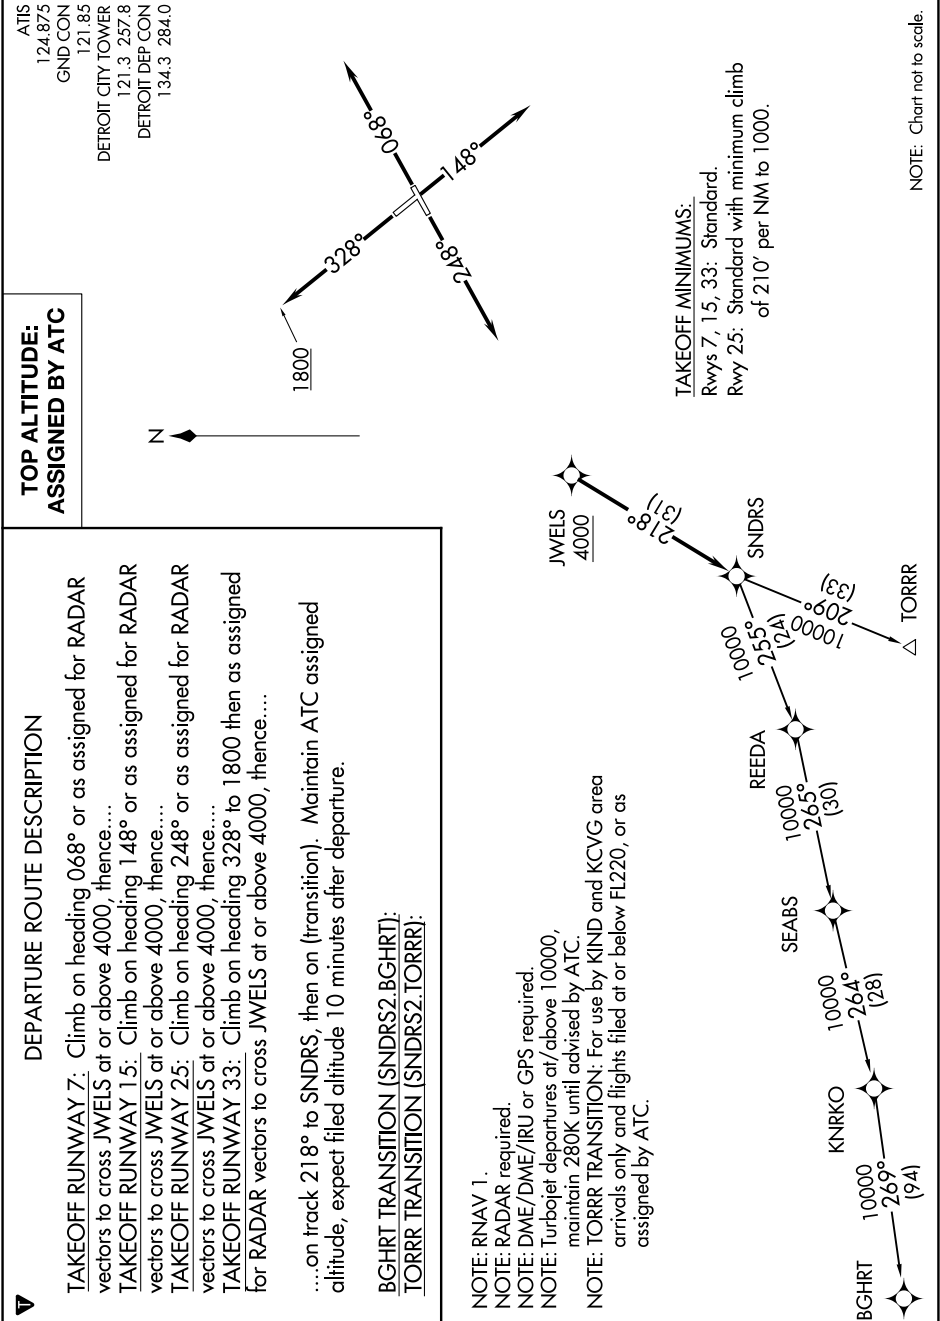 DEPARTURE ROUTE DESCRIPTION
T
TAKEOFF RUNWAY 7: Climb on heading 068° or as assigned for RADAR
vectors to cross JWELS at or above 4000, thence....
TAKEOFF RUNWAY 15: Climb on heading 148° or as assigned for RADAR
vectors to cross JWELS at or above 4000, thence....
TAKEOFF RUNWAY 25: Climb on heading 248° or as assigned for RADAR
vectors to cross JWELS at or above 4000, thence....
TAKEOFF RUNWAY 33: Climb on heading 328° to 1800 then as assigned
for RADAR vectors to cross JWELS at or above 4000, thence....
....on track 218° to SNDRS, then on (transition). Maintain ATC assigned
altitude, expect filed altitude 10 minutes after departure.
BGHRT TRANSITION (SNDRS2.BGHRT):
TORRR TRANSITION (SNDRS2.TORRR):
TOP ALTITUDE:
ASSIGNED BY ATC
ATIS
124.875
GND CON
121.85
DETROIT CITY TOWER
121.3 257.8
DETROIT DEP CON
134.3 284.0
N
1800
328°
068°
148°
248°
NOTE: RNAV 1.
NOTE: RADAR required.
NOTE: DME/DME/IRU or GPS required.
NOTE: Turbojet departures at/above 10000,
maintain 280K until advised by ATC.
NOTE: TORRR TRANSITION: For use by KIND and KCVG area
arrivals only and flights filed at or below FL220, or as
assigned by ATC.
JWELS
4000
218°
(31)
SNDRS
10000
255°
(24)
10000
209°
(33)
TORRR
REEDA
10000
265°
(30)
SEABS
10000
264°
(28)
KNRKO
10000
269°
(94)
BGHRT
TAKEOFF MINIMUMS:
Rwys 7, 15, 33: Standard.
Rwy 25: Standard with minimum climb
of 210' per NM to 1000.
NOTE: Chart not to scale.